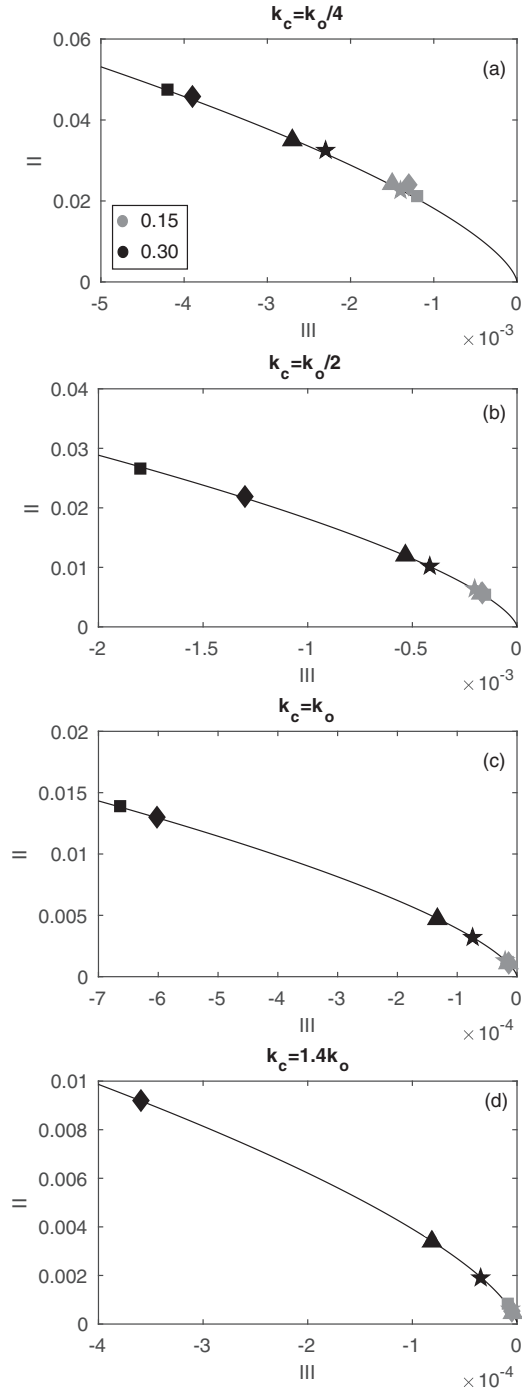 k_c=k_o/4
(a)
0.06
0.04
0.02
0
II
0.15
0.30
-5 -4 -3 -2 -1 0
III
× 10^-3
k_c=k_o/2
(b)
0.04
0.03
0.02
0.01
0
II
-2 -1.5 -1 -0.5 0
III
× 10^-3
k_c=k_o
(c)
0.02
0.015
0.01
0.005
0
II
-7 -6 -5 -4 -3 -2 -1 0
III
× 10^-4
k_c=1.4k_o
(d)
0.01
0.008
0.006
0.004
0.002
0
II
-4 -3 -2 -1 0
III
× 10^-4